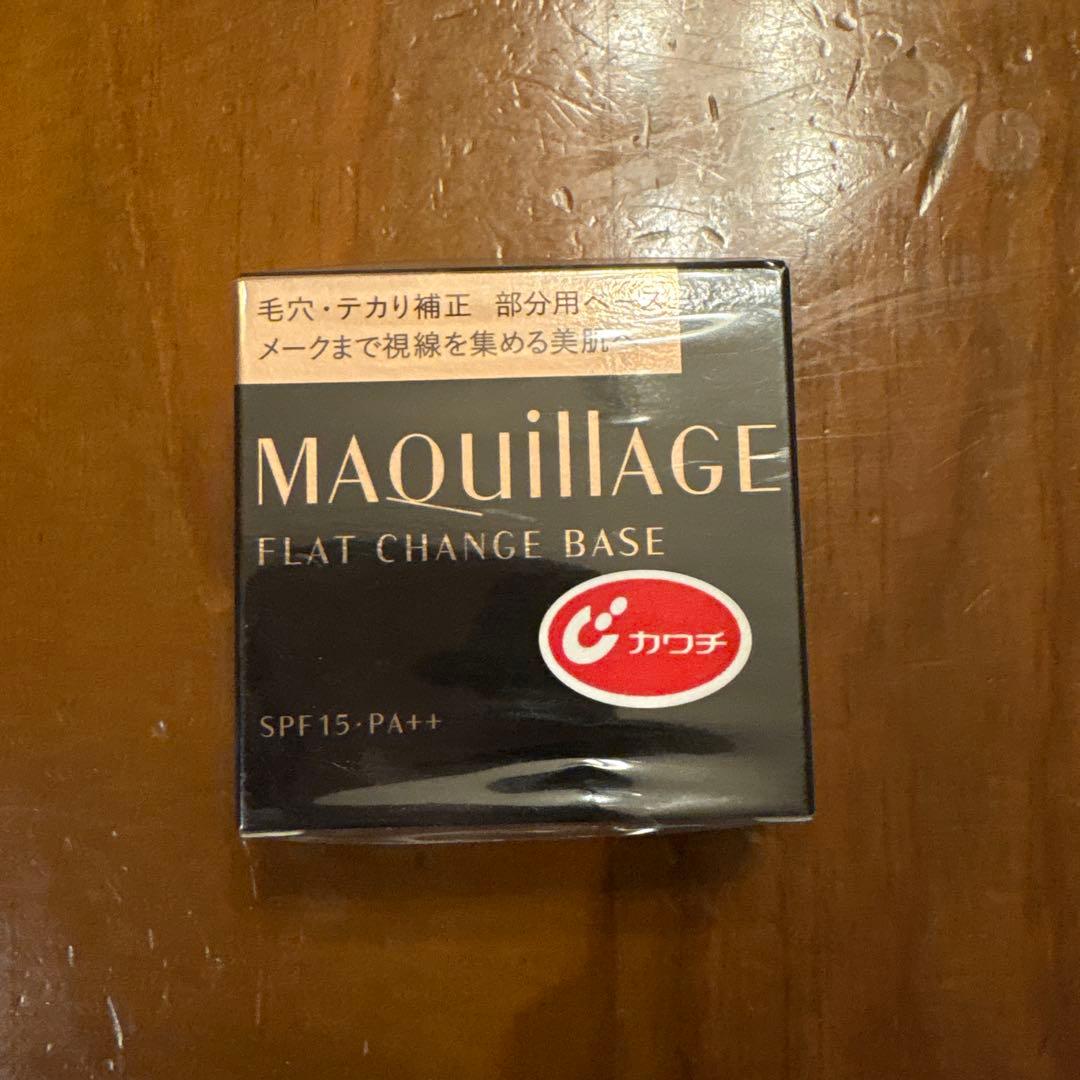 毛穴・テカリ補正 部分用ベース
メークまで視線を集める美肌へ
MAQuillAGE
FLAT CHANGE BASE
カワチ
SPF15・PA++